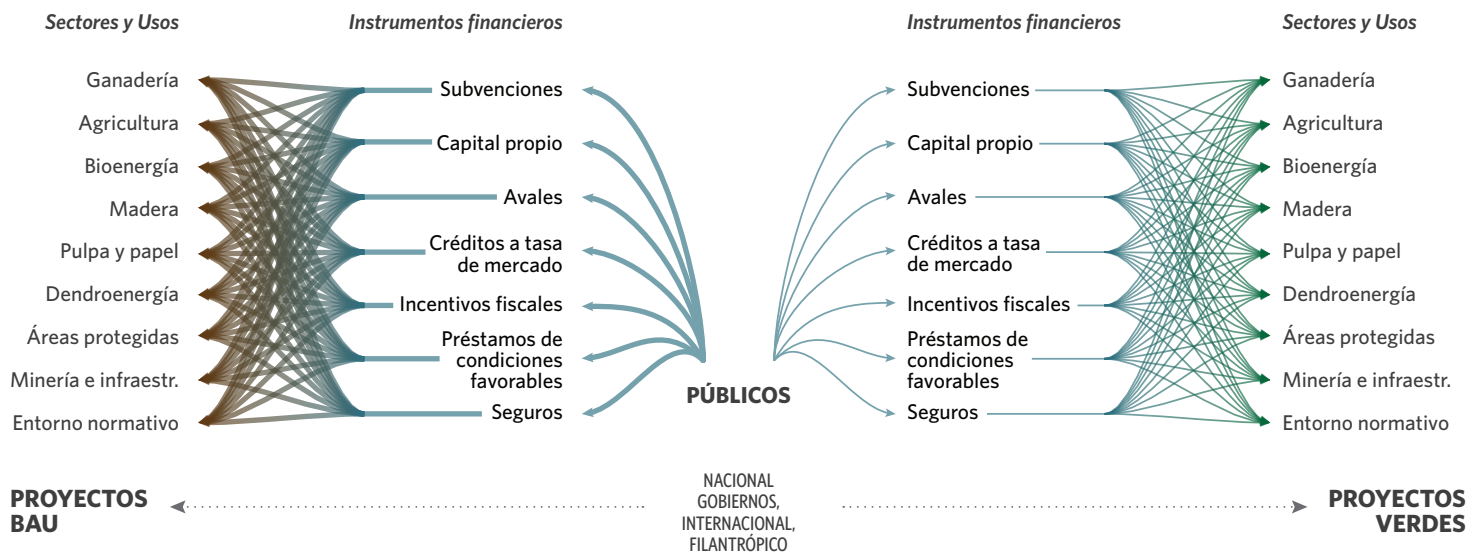 Sectores y Usos
Instrumentos financieros
Instrumentos financieros
Sectores y Usos
Ganadería
Agricultura
Bioenergía
Madera
Pulpa y papel
Dendroenergía
Áreas protegidas
Minería e infraestr.
Entorno normativo
Subvenciones
Capital propio
Avales
Créditos a tasa
de mercado
Incentivos fiscales
Préstamos de
condiciones
favorables
Seguros
PÚBLICOS
Subvenciones
Capital propio
Avales
Créditos a tasa
de mercado
Incentivos fiscales
Préstamos de
condiciones
favorables
Seguros
Ganadería
Agricultura
Bioenergía
Madera
Pulpa y papel
Dendroenergía
Áreas protegidas
Minería e infraestr.
Entorno normativo
PROYECTOS
BAU
NACIONAL
GOBIERNOS,
INTERNACIONAL,
FILANTRÓPICO
PROYECTOS
VERDES